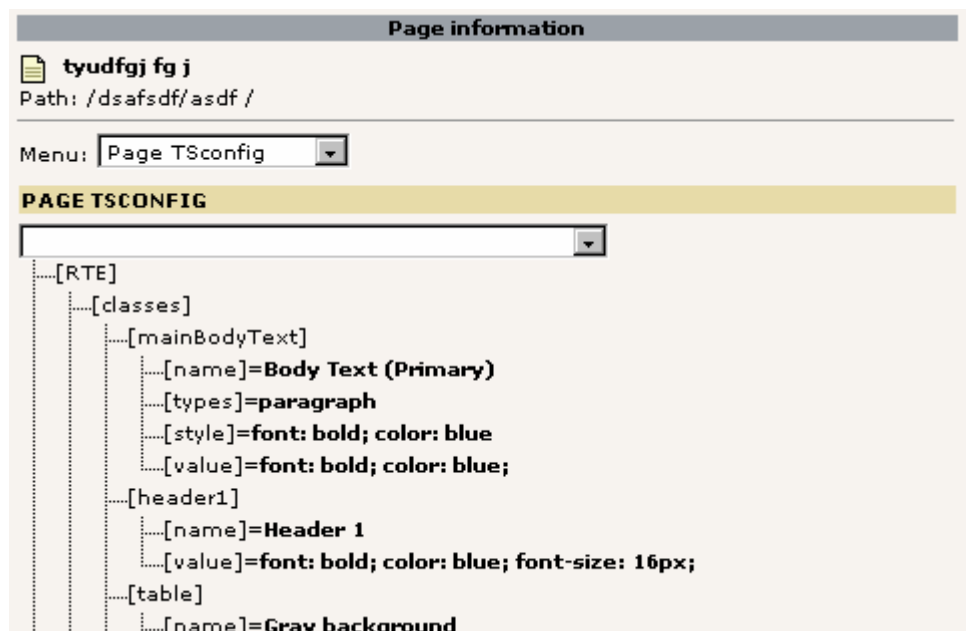 Page information
tyudfgj fg j
Path: /dsafsdf/asdf /
Menu: Page TSconfig
PAGE TSCONFIG
[RTE]
[classes]
[mainBodyText]
[name]=Body Text (Primary)
[types]=paragraph
[style]=font: bold; color: blue
[value]=font: bold; color: blue;
[header1]
[name]=Header 1
[value]=font: bold; color: blue; font-size: 16px;
[table]
[name]=Gray background